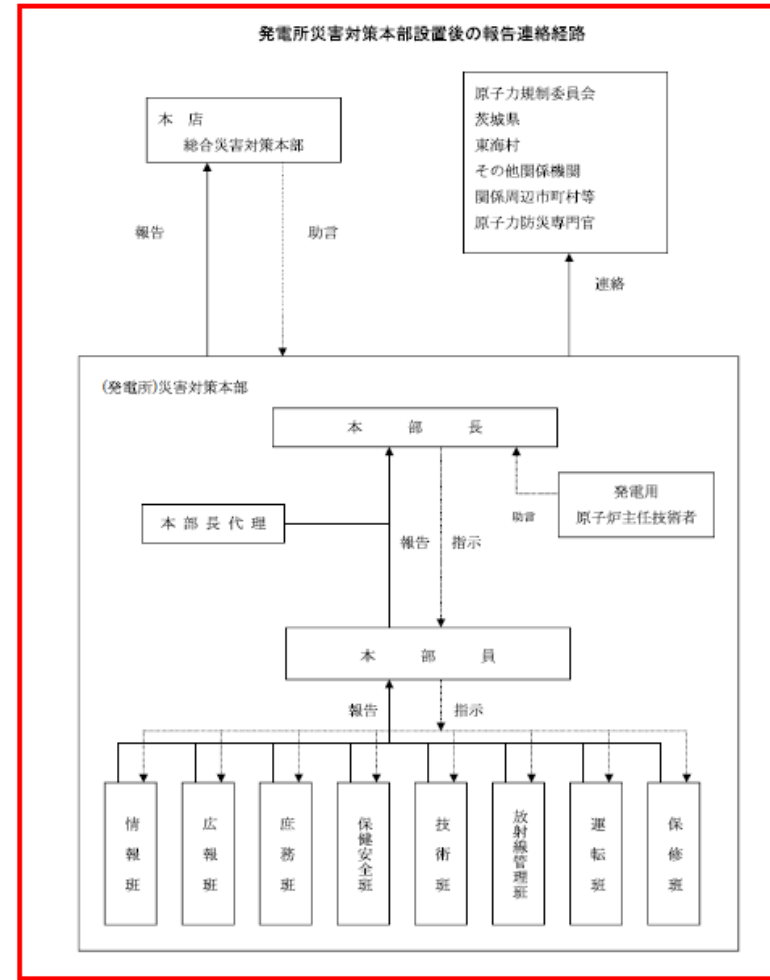 発電所災害対策本部設置後の報告連絡経路
本　店
総合災害対策本部
原子力規制委員会
茨城県
東海村
その他関係機関
関係周辺市町村等
原子力防災専門官
報告
助言
連絡
(発電所)災害対策本部
本　部　長
発電用
原子炉主任技術者
助言
本部長代理
報告
指示
本　部　員
報告
指示
情報班
広報班
庶務班
保健安全班
技術班
放射線管理班
運転班
保修班